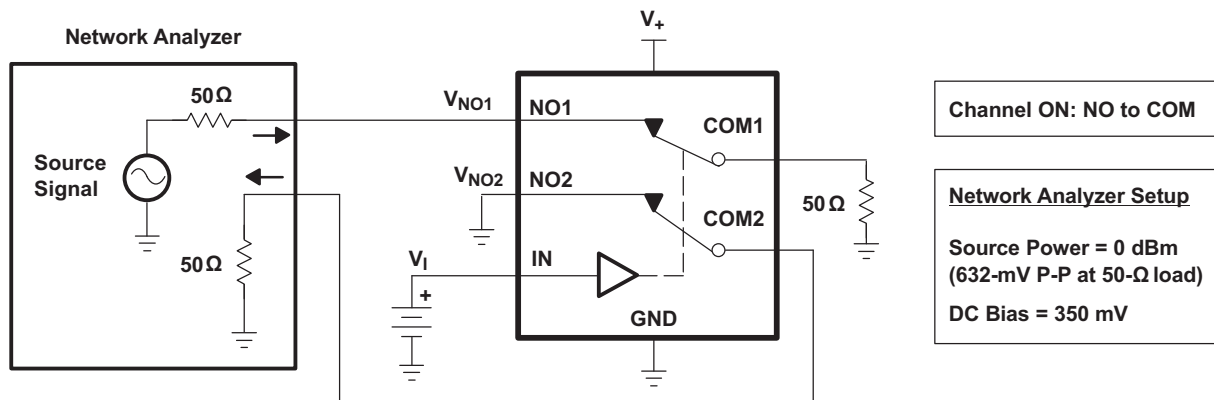 V+
Network Analyzer
50Ω
VNO1
NO1
COM1
Channel ON: NO to COM
Source
Signal
VNO2
NO2
COM2
50Ω
50Ω
VI
IN
+
GND
Network Analyzer Setup
Source Power = 0 dBm
(632-mV P-P at 50-Ω load)
DC Bias = 350 mV